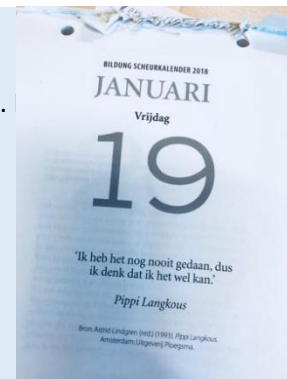 BILDUNG SCHEURKALENDER 2018
JANUARI
Vrijdag
19
'Ik heb het nog nooit gedaan, dus
ik denk dat ik het wel kan.'
Pippi Langkous
Bron: Astrid Lindgren (red.) (1993). Pippi Langkous.
Amsterdam: Uitgeverij Ploegsma.